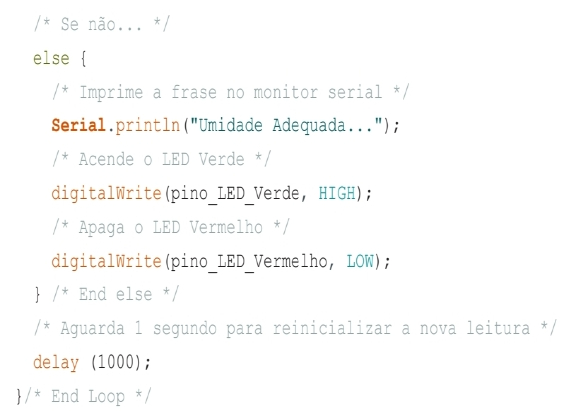 /* Se não... */
else {
/* Imprime a frase no monitor serial */
Serial.println("Umidade Adequada...");
/* Acende o LED Verde */
digitalWrite(pino_LED_Verde, HIGH);
/* Apaga o LED Vermelho */
digitalWrite(pino_LED_Vermelho, LOW);
} /* End else */
/* Aguarda 1 segundo para reinicializar a nova leitura */
delay (1000);
}/* End Loop */